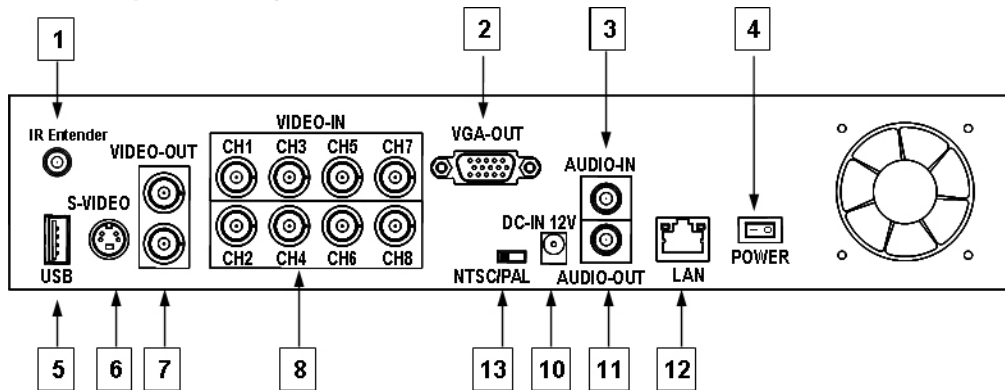 1
2
3
4
IR Entender
VIDEO-IN
VGA-OUT
VIDEO-OUT
CH1 CH3 CH5 CH7
AUDIO-IN
S-VIDEO
DC-IN 12V
CH2 CH4 CH6 CH8
POWER
USB
NTSC/PAL
AUDIO-OUT
LAN
5
6
7
8
13
10
11
12